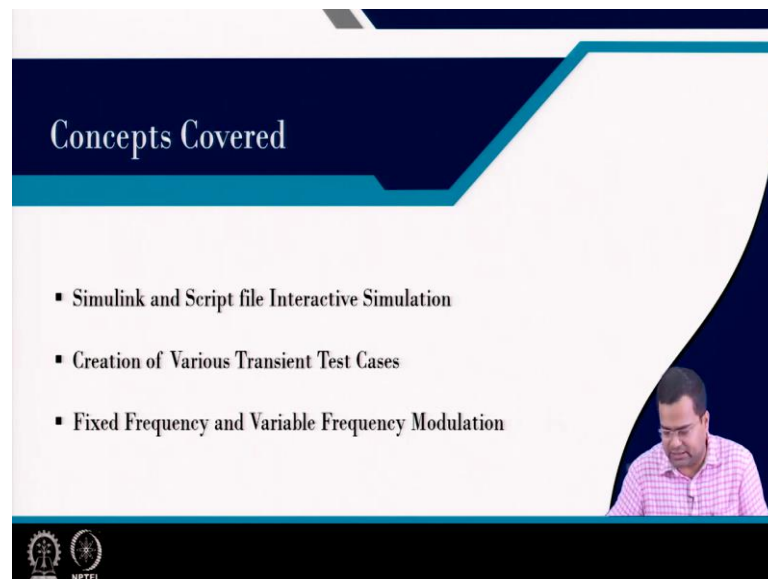 Concepts Covered
▪ Simulink and Script file Interactive Simulation
▪ Creation of Various Transient Test Cases
▪ Fixed Frequency and Variable Frequency Modulation
NPTEL